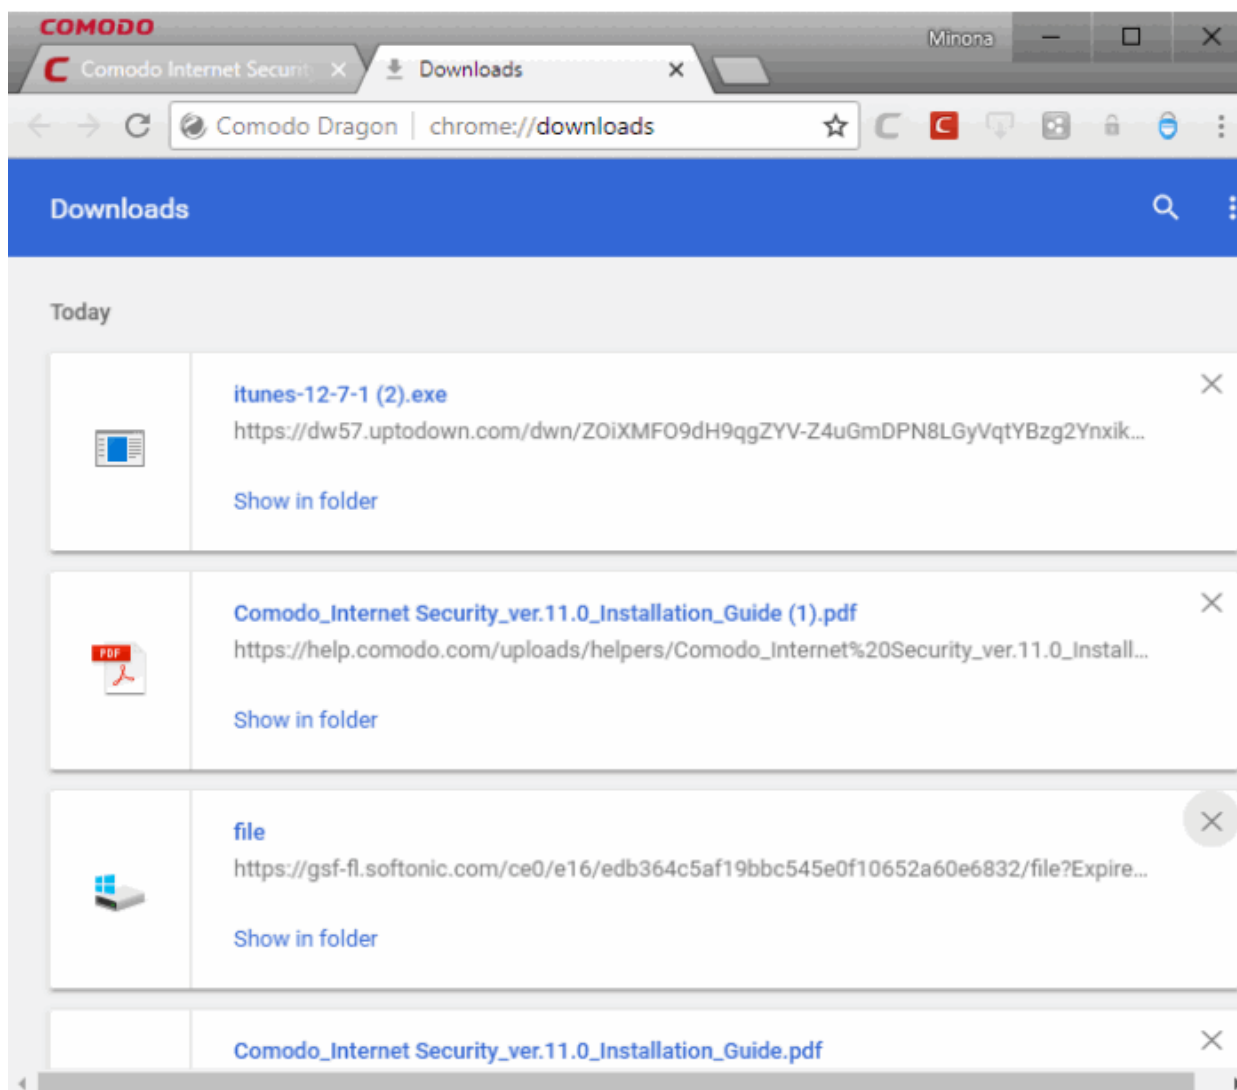 COMODO
Minona
Comodo Internet Securit
Downloads
Comodo Dragon chrome://downloads
Downloads
Today
itunes-12-7-1 (2).exe
https://dw57.uptodown.com/dwn/ZOiXMFO9dH9qgZYV-Z4uGmDPN8LGyVqtYBzg2Ynxik...
Show in folder
Comodo_Internet Security_ver.11.0_Installation_Guide (1).pdf
https://help.comodo.com/uploads/helpers/Comodo_Internet%20Security_ver.11.0_Install...
Show in folder
PDF
file
https://gsf-fl.softonic.com/ce0/e16/edb364c5af19bbc545e0f10652a60e6832/file?Expire...
Show in folder
Comodo_Internet Security_ver.11.0_Installation_Guide.pdf